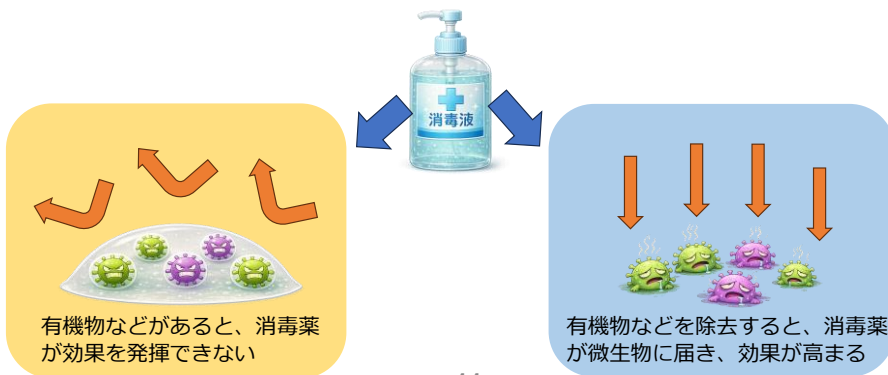 消毒液
有機物などがあると、消毒薬
が効果を発揮できない
有機物などを除去すると、消毒薬
が微生物に届き、効果が高まる